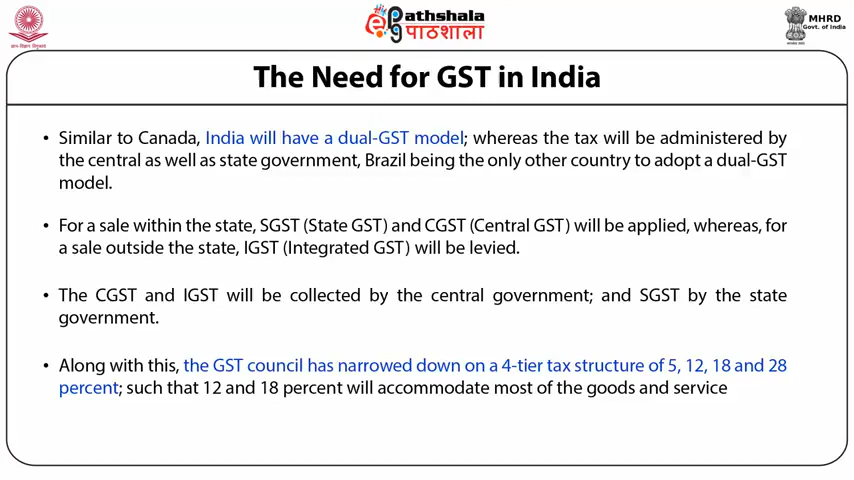 ePathshala
पाठशाला
MHRD
Govt. of India
The Need for GST in India
• Similar to Canada, India will have a dual-GST model; whereas the tax will be administered by
the central as well as state government, Brazil being the only other country to adopt a dual-GST
model.
• For a sale within the state, SGST (State GST) and CGST (Central GST) will be applied, whereas, for
a sale outside the state, IGST (Integrated GST) will be levied.
• The CGST and IGST will be collected by the central government; and SGST by the state
government.
• Along with this, the GST council has narrowed down on a 4-tier tax structure of 5, 12, 18 and 28
percent; such that 12 and 18 percent will accommodate most of the goods and service